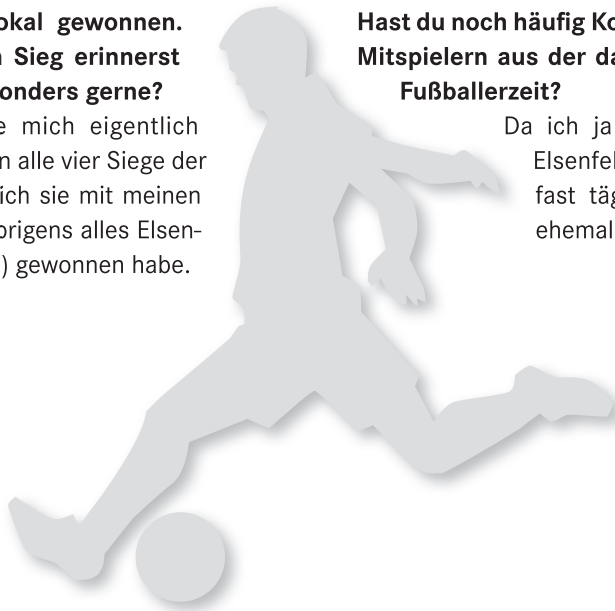 okal gewonnen.
Sieg erinnerst
onders gerne?
e mich eigentlich
n alle vier Siege der
ich sie mit meinen
brigens alles Elsen-
) gewonnen habe.
Hast du noch häufig Ko
Mitspielern aus der da
Fußballerzeit?
Da ich ja
Elsenfel
fast täg
ehemal